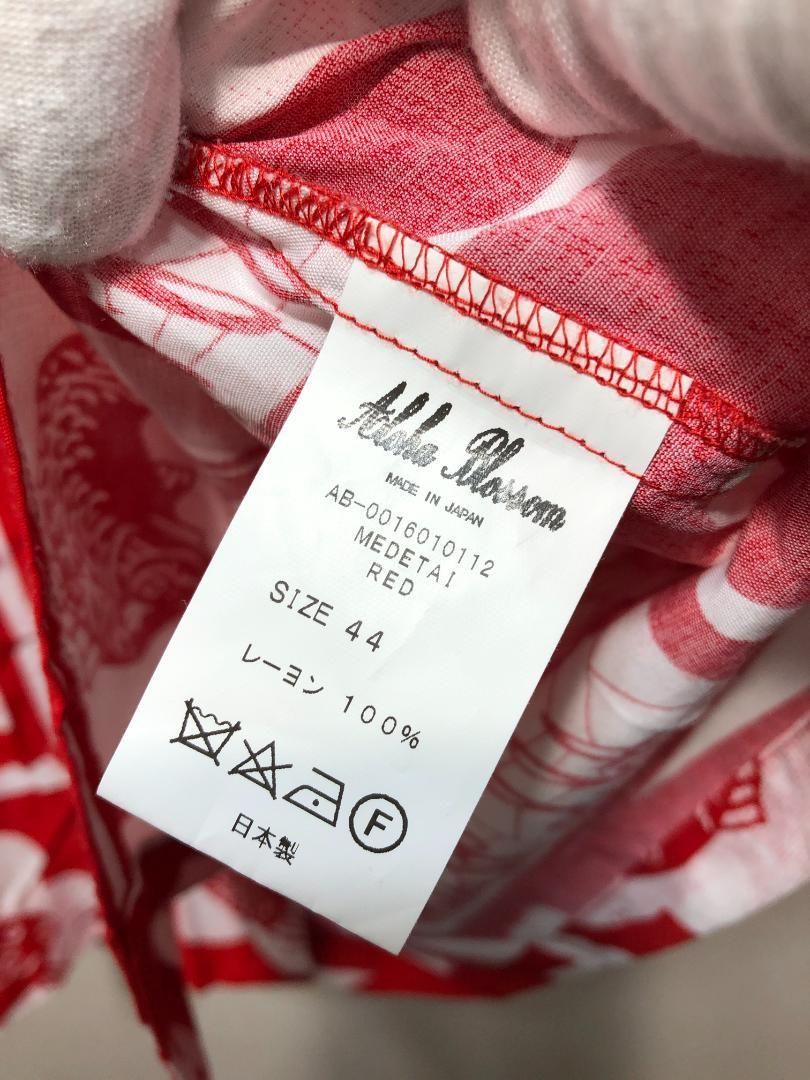 Aloha Blossom
MADE IN JAPAN
AB-0016010112
MEDETAI
RED
SIZE 44
レーヨン 100%
F
日本製